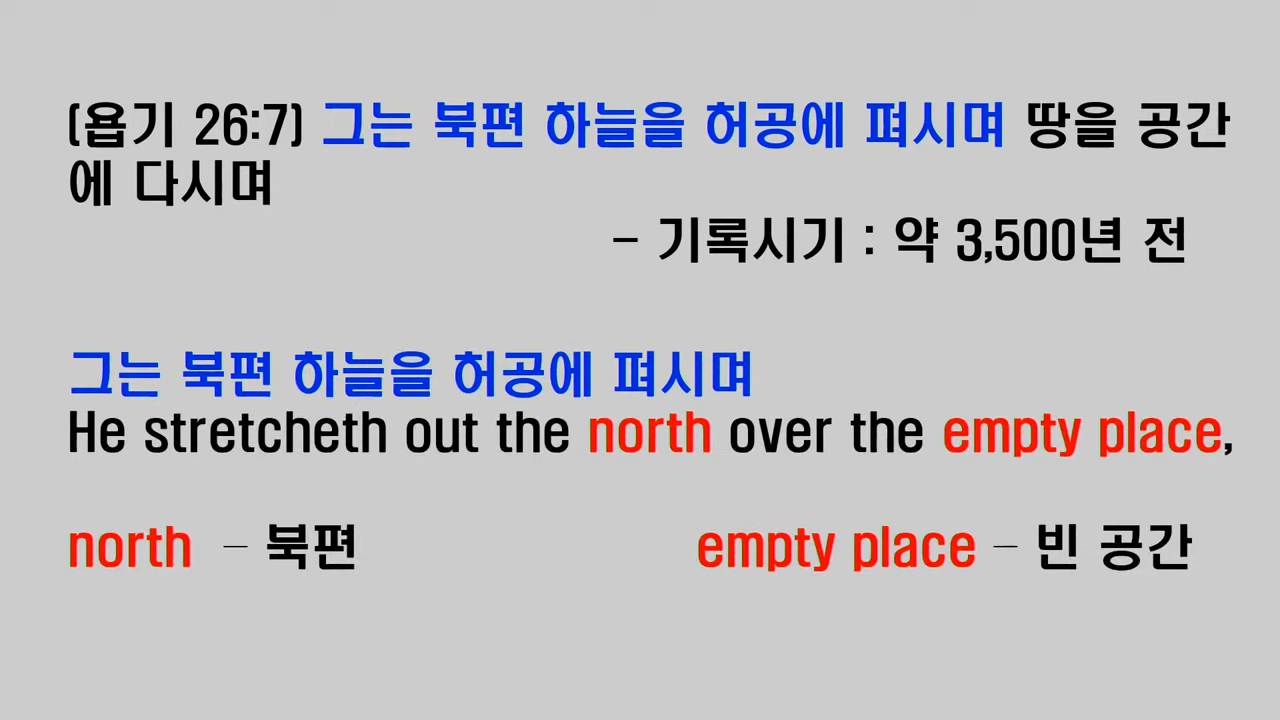 (욥기 26:7) 그는 북편 하늘을 허공에 펴시며 땅을 공간
에 다시며
- 기록시기 : 약 3,500년 전
그는 북편 하늘을 허공에 펴시며
He stretcheth out the north over the empty place,
north - 북편 empty place - 빈 공간